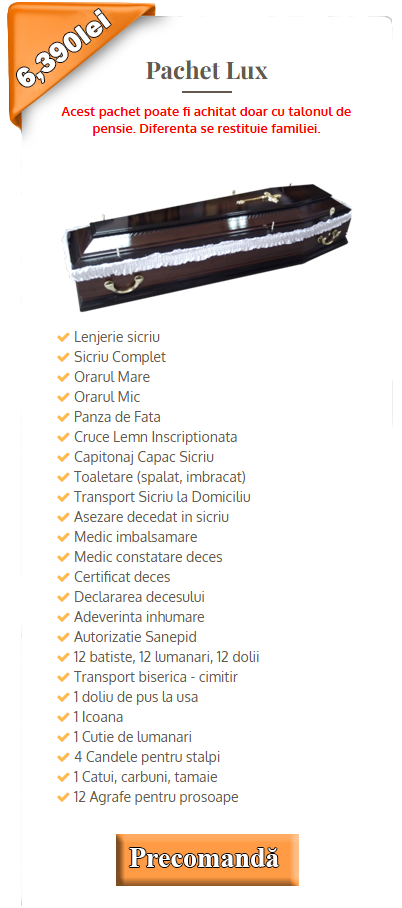 6,390lei
Pachet Lux
Acest pachet poate fi achitat doar cu talonul de
pensie. Diferenta se restituie familiei.
Lenjerie sicriu
Sicriu Complet
Orarul Mare
Orarul Mic
Panza de Fata
Cruce Lemn Inscriptionata
Capitonaj Capac Sicriu
Toaletare (spalat, imbracat)
Transport Sicriu la Domiciliu
Asezare decedat in sicriu
Medic imbalsamare
Medic constatare deces
Certificat deces
Declararea decesului
Adeverinta inhumare
Autorizatie Sanepid
12 batiste, 12 lumanari, 12 dolii
Transport biserica - cimitir
1 doliu de pus la usa
1 Icoana
1 Cutie de lumanari
4 Candele pentru stalpi
1 Catui, carbuni, tamaie
12 Agrafe pentru prosoape
Precomandă